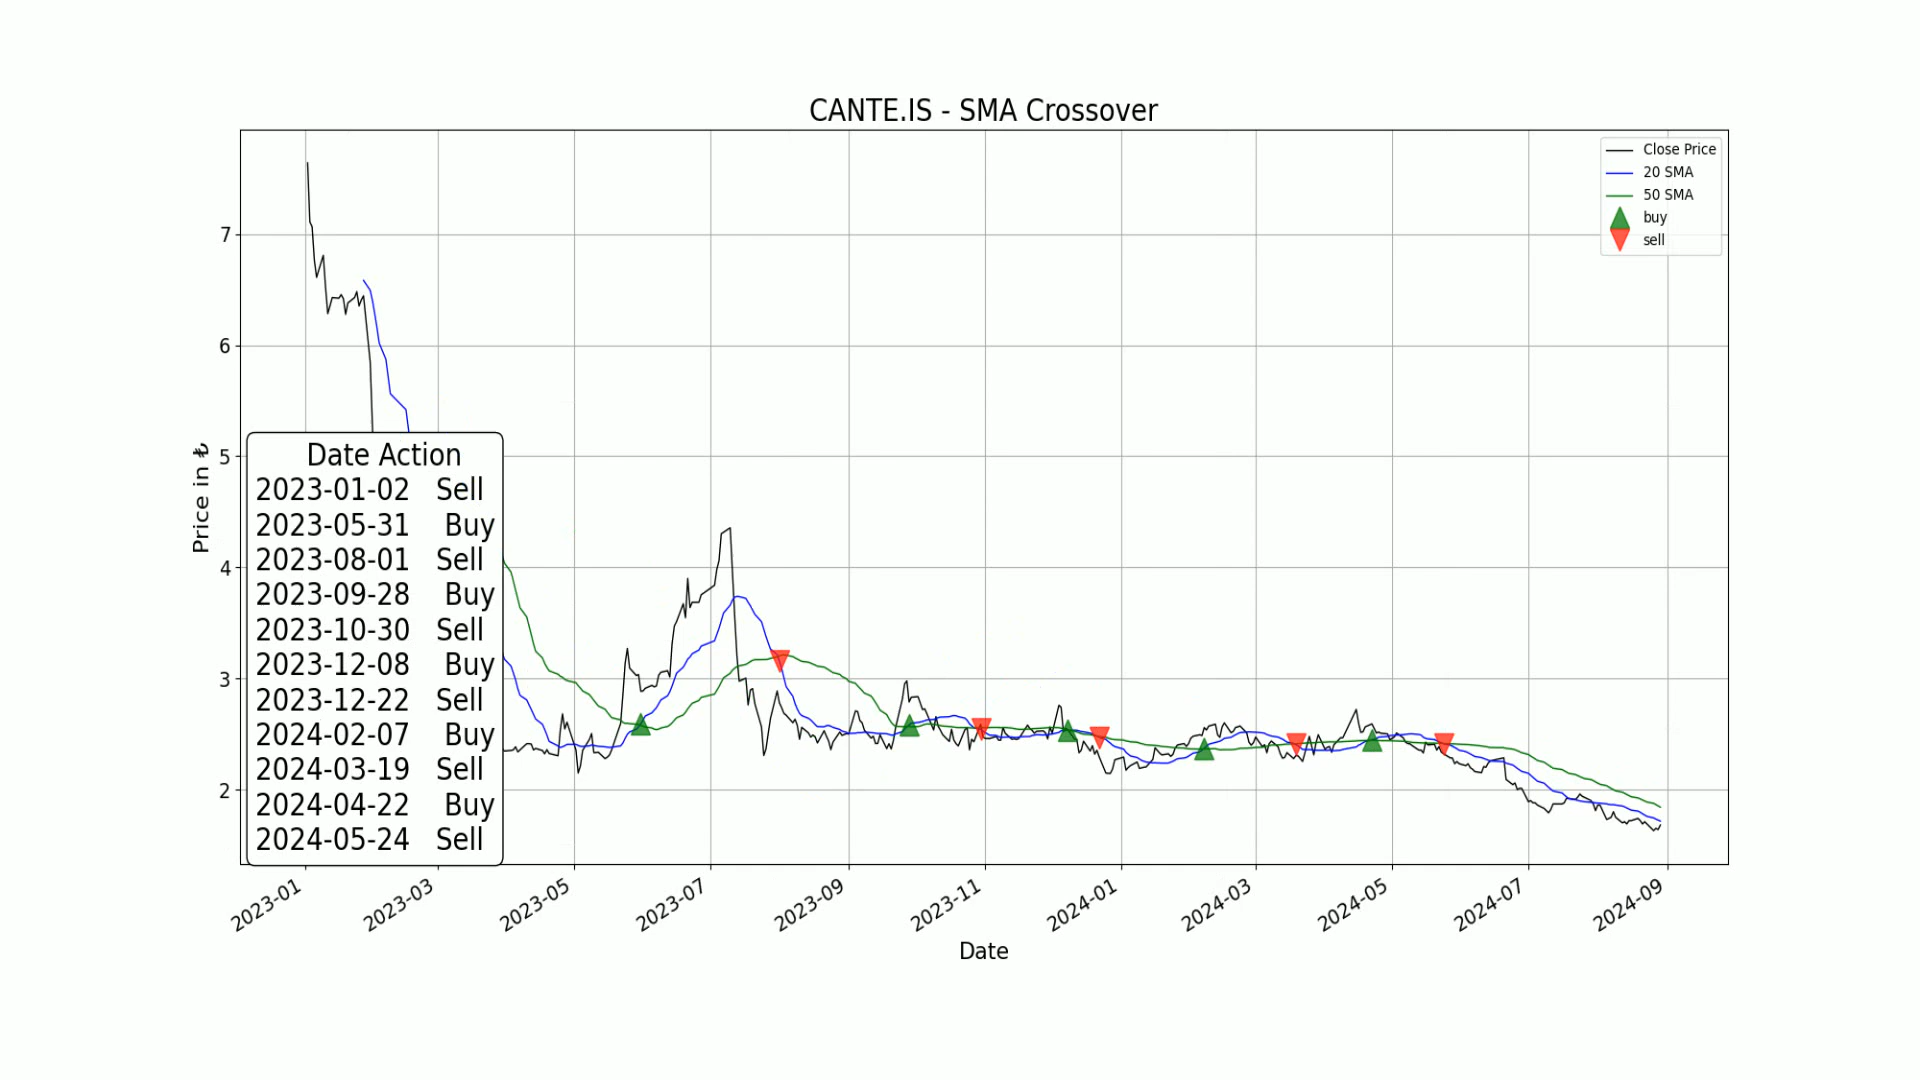 CANTE.IS - SMA Crossover
Close Price
20 SMA
50 SMA
buy
sell
7
6
5
4
3
2
Price in ₺
Date Action
2023-01-02 Sell
2023-05-31 Buy
2023-08-01 Sell
2023-09-28 Buy
2023-10-30 Sell
2023-12-08 Buy
2023-12-22 Sell
2024-02-07 Buy
2024-03-19 Sell
2024-04-22 Buy
2024-05-24 Sell
2023-01
2023-03
2023-05
2023-07
2023-09
2023-11
2024-01
2024-03
2024-05
2024-07
2024-09
Date